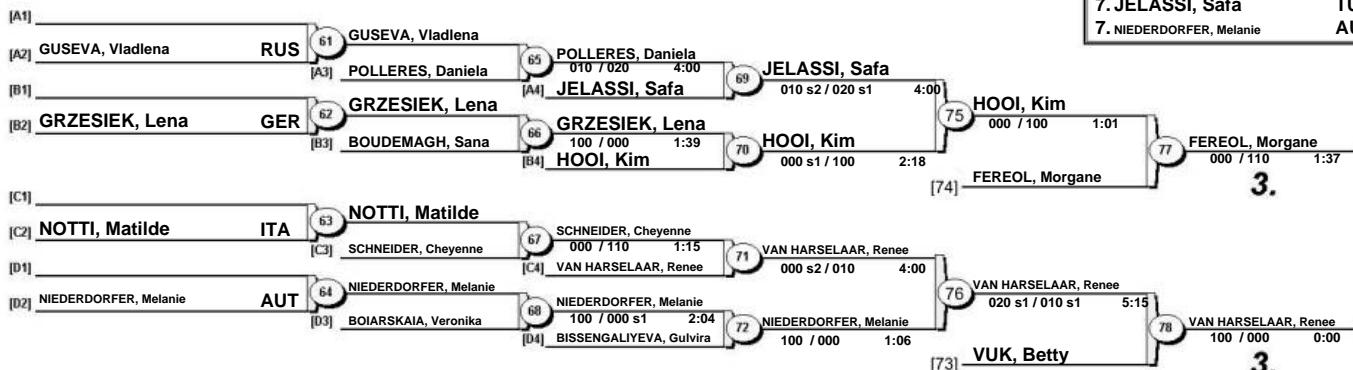 7. JELASSI, Safa TU
7. NIEDERDORFER, Melanie AU
[A1]
GUSEVA, Vladlena
[A2] GUSEVA, Vladlena RUS 61
POLLERES, Daniela
[A3] POLLERES, Daniela 65
010 / 020 4:00
JELASSI, Safa
[B1] [A4] JELASSI, Safa 69
010 s2 / 020 s1 4:00
GRZESIEK, Lena
HOOI, Kim
[B2] GRZESIEK, Lena GER 62 75
GRZESIEK, Lena 000 / 100 1:01
[B3] BOUDEMAGH, Sana 66
100 / 000 1:39
HOOI, Kim
FEREOL, Morgane
[B4] HOOI, Kim 70 77
000 s1 / 100 2:18 000 / 110 1:37
[74] FEREOL, Morgane 3.
[C1]
NOTTI, Matilde
[C2] NOTTI, Matilde ITA 63
SCHNEIDER, Cheyenne
[C3] SCHNEIDER, Cheyenne 67
000 / 110 1:15
VAN HARSELAAR, Renee
[D1] [C4] VAN HARSELAAR, Renee 71
000 s2 / 010 4:00
NIEDERDORFER, Melanie
VAN HARSELAAR, Renee
[D2] NIEDERDORFER, Melanie AUT 64 76
NIEDERDORFER, Melanie 020 s1 / 010 s1 5:15
[D3] BOIARSKAIA, Veronika 68
100 / 000 s1 2:04
NIEDERDORFER, Melanie
VAN HARSELAAR, Renee
[D4] BISSENGALIYEVA, Gulvira 72 78
100 / 000 1:06 100 / 000 0:00
[73] VUK, Betty 3.